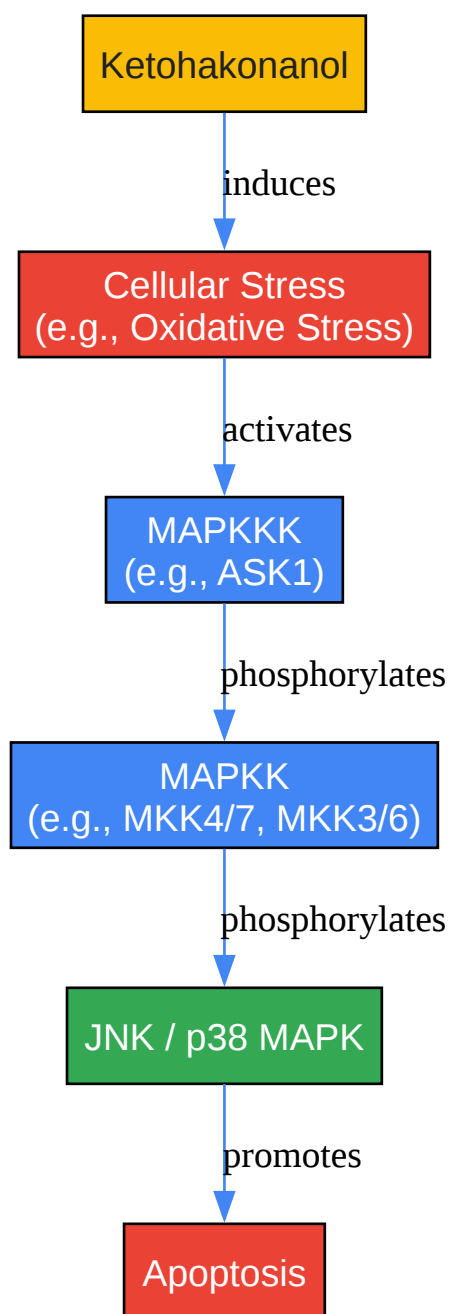 Ketohakonanol
induces
Cellular Stress
(e.g., Oxidative Stress)
activates
MAPKKK
(e.g., ASK1)
phosphorylates
MAPKK
(e.g., MKK4/7, MKK3/6)
phosphorylates
JNK / p38 MAPK
promotes
Apoptosis